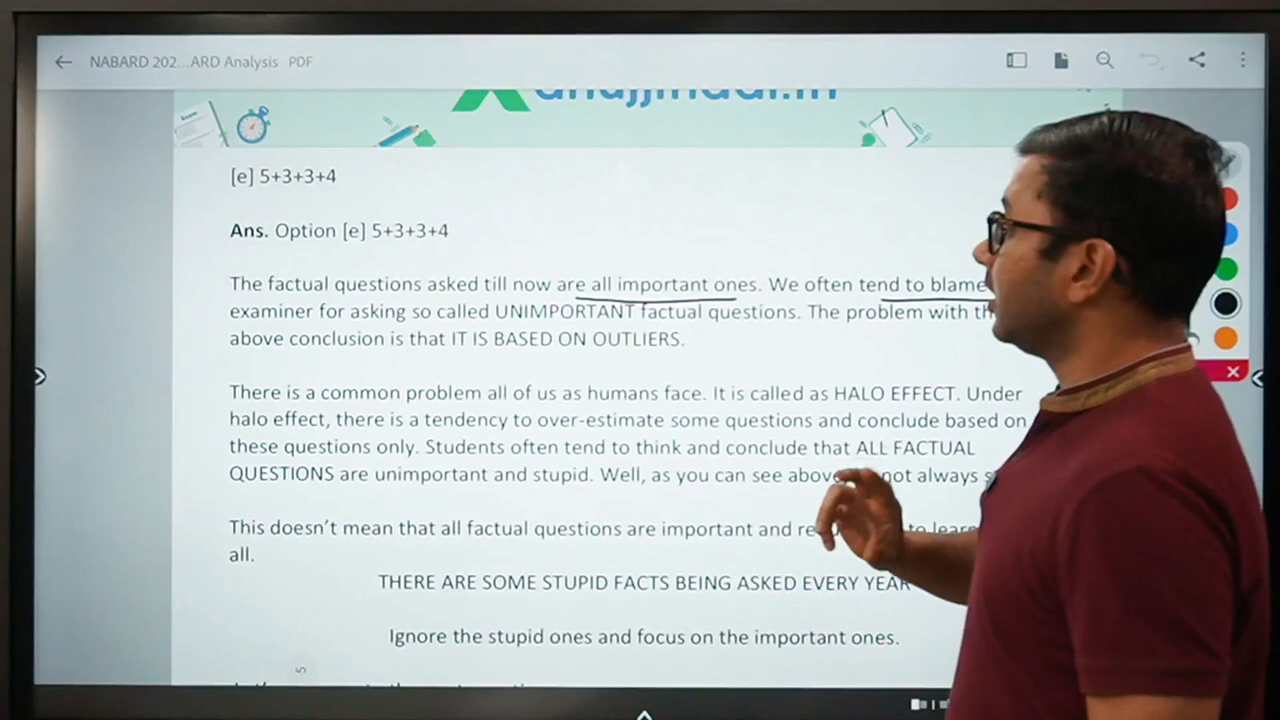 NABARD 202...ARD Analysis PDF
anujjindal.in
[e] 5+3+3+4
Ans. Option [e] 5+3+3+4
The factual questions asked till now are all important ones. We often tend to blame
examiner for asking so called UNIMPORTANT factual questions. The problem with
above conclusion is that IT IS BASED ON OUTLIERS.
There is a common problem all of us as humans face. It is called as HALO EFFECT. Under
halo effect, there is a tendency to over-estimate some questions and conclude based on
these questions only. Students often tend to think and conclude that ALL FACTUAL
QUESTIONS are unimportant and stupid. Well, as you can see above not always
This doesn't mean that all factual questions are important and to learn
all.
THERE ARE SOME STUPID FACTS BEING ASKED EVERY YEAR
Ignore the stupid ones and focus on the important ones.
5